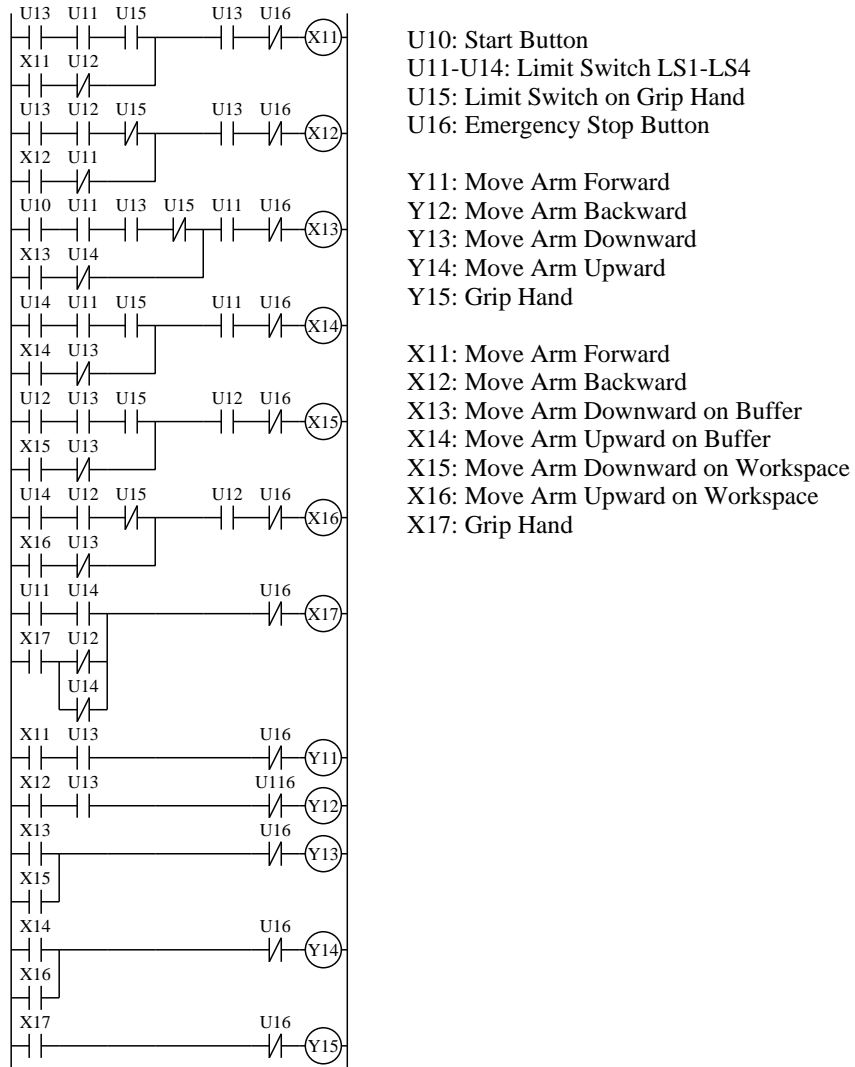 U13 U11 U15 U13 U16
X11
X11 U12
U13 U12 U15 U13 U16
X12
X12 U11
U10 U11 U13 U15 U11 U16
X13
X13 U14
U14 U11 U15 U11 U16
X14
X14 U13
U12 U13 U15 U12 U16
X15
X15 U13
U14 U12 U15 U12 U16
X16
X16 U13
U11 U14 U16
X17
X17 U12
U14
X11 U13 U16
Y11
X12 U13 U116
Y12
X13 U16
Y13
X15
X14 U16
Y14
X16
X17 U16
Y15
U10: Start Button
U11-U14: Limit Switch LS1-LS4
U15: Limit Switch on Grip Hand
U16: Emergency Stop Button
Y11: Move Arm Forward
Y12: Move Arm Backward
Y13: Move Arm Downward
Y14: Move Arm Upward
Y15: Grip Hand
X11: Move Arm Forward
X12: Move Arm Backward
X13: Move Arm Downward on Buffer
X14: Move Arm Upward on Buffer
X15: Move Arm Downward on Workspace
X16: Move Arm Upward on Workspace
X17: Grip Hand